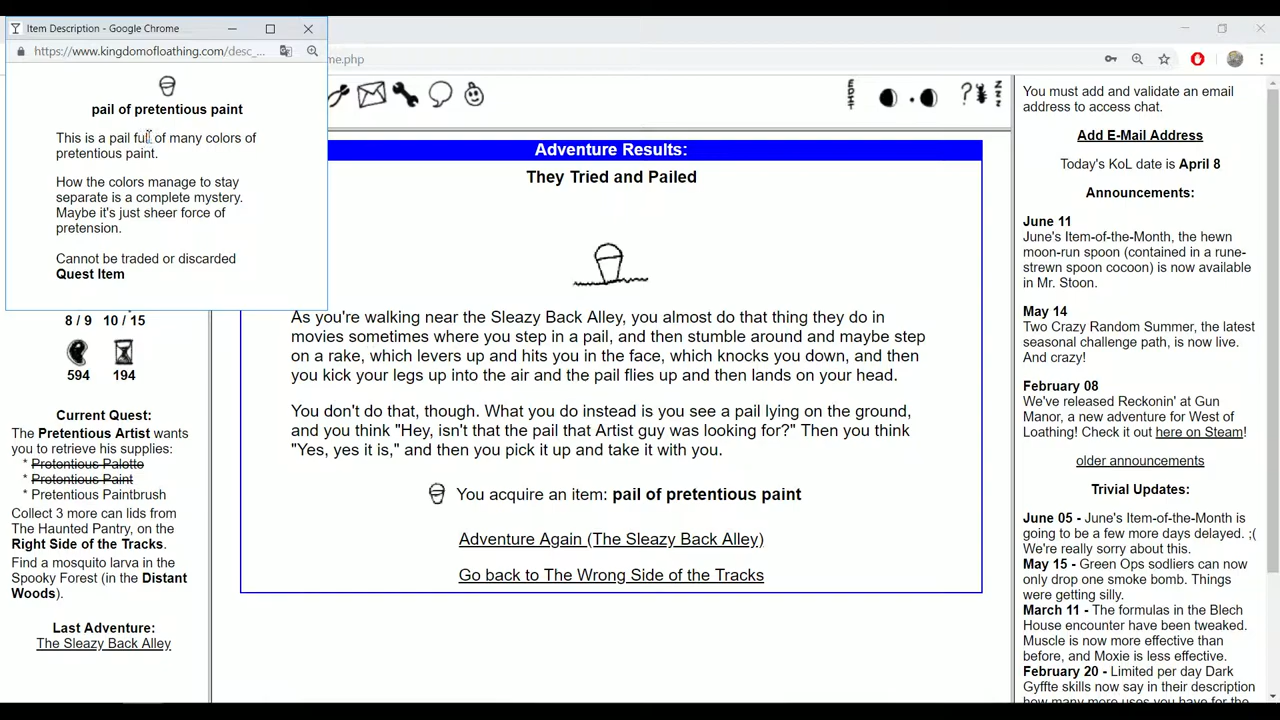 Item Description - Google Chrome
https://www.kingdomofloathing.com/desc_...
me.php
EDIT
? ZZZ
pail of pretentious paint
This is a pail full of many colors of
pretentious paint.
How the colors manage to stay
separate is a complete mystery.
Maybe it's just sheer force of
pretension.
Cannot be traded or discarded
Quest Item
8 / 9 10 / 15
594 194
Current Quest:
The Pretentious Artist wants
you to retrieve his supplies:
* Pretentious Palette
* Pretentious Paint
* Pretentious Paintbrush
Collect 3 more can lids from
The Haunted Pantry, on the
Right Side of the Tracks.
Find a mosquito larva in the
Spooky Forest (in the Distant
Woods).
Last Adventure:
The Sleazy Back Alley
Adventure Results:
They Tried and Pailed
As you're walking near the Sleazy Back Alley, you almost do that thing they do in
movies sometimes where you step in a pail, and then stumble around and maybe step
on a rake, which levers up and hits you in the face, which knocks you down, and then
you kick your legs up into the air and the pail flies up and then lands on your head.
You don't do that, though. What you do instead is you see a pail lying on the ground,
and you think "Hey, isn't that the pail that Artist guy was looking for?" Then you think
"Yes, yes it is," and then you pick it up and take it with you.
You acquire an item: pail of pretentious paint
Adventure Again (The Sleazy Back Alley)
Go back to The Wrong Side of the Tracks
You must add and validate an email
address to access chat.
Add E-Mail Address
Today's KoL date is April 8
Announcements:
June 11
June's Item-of-the-Month, the hewn
moon-run spoon (contained in a rune-
strewn spoon cocoon) is now available
in Mr. Stoon.
May 14
Two Crazy Random Summer, the latest
seasonal challenge path, is now live.
And crazy!
February 08
We've released Reckonin' at Gun
Manor, a new adventure for West of
Loathing! Check it out here on Steam!
older announcements
Trivial Updates:
June 05 - June's Item-of-the-Month is
going to be a few more days delayed. ;(
We're really sorry about this.
May 15 - Green Ops sodliers can now
only drop one smoke bomb. Things
were getting silly.
March 11 - The formulas in the Blech
House encounter have been tweaked.
Muscle is now more effective than
before, and Moxie is less effective.
February 20 - Limited per day Dark
Gyffte skills now say in their description
how many more uses you have for the